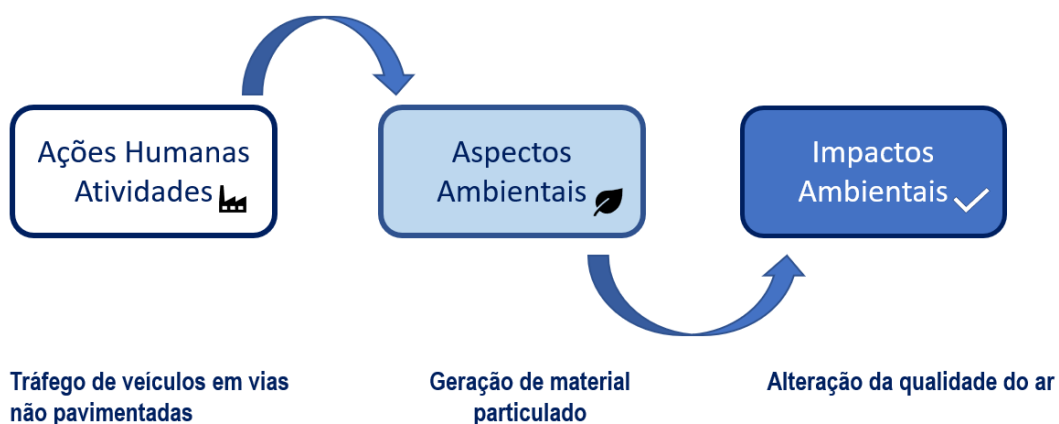 Ações Humanas
Atividades
Aspectos
Ambientais
Impactos
Ambientais
Tráfego de veículos em vias
não pavimentadas
Geração de material
particulado
Alteração da qualidade do ar